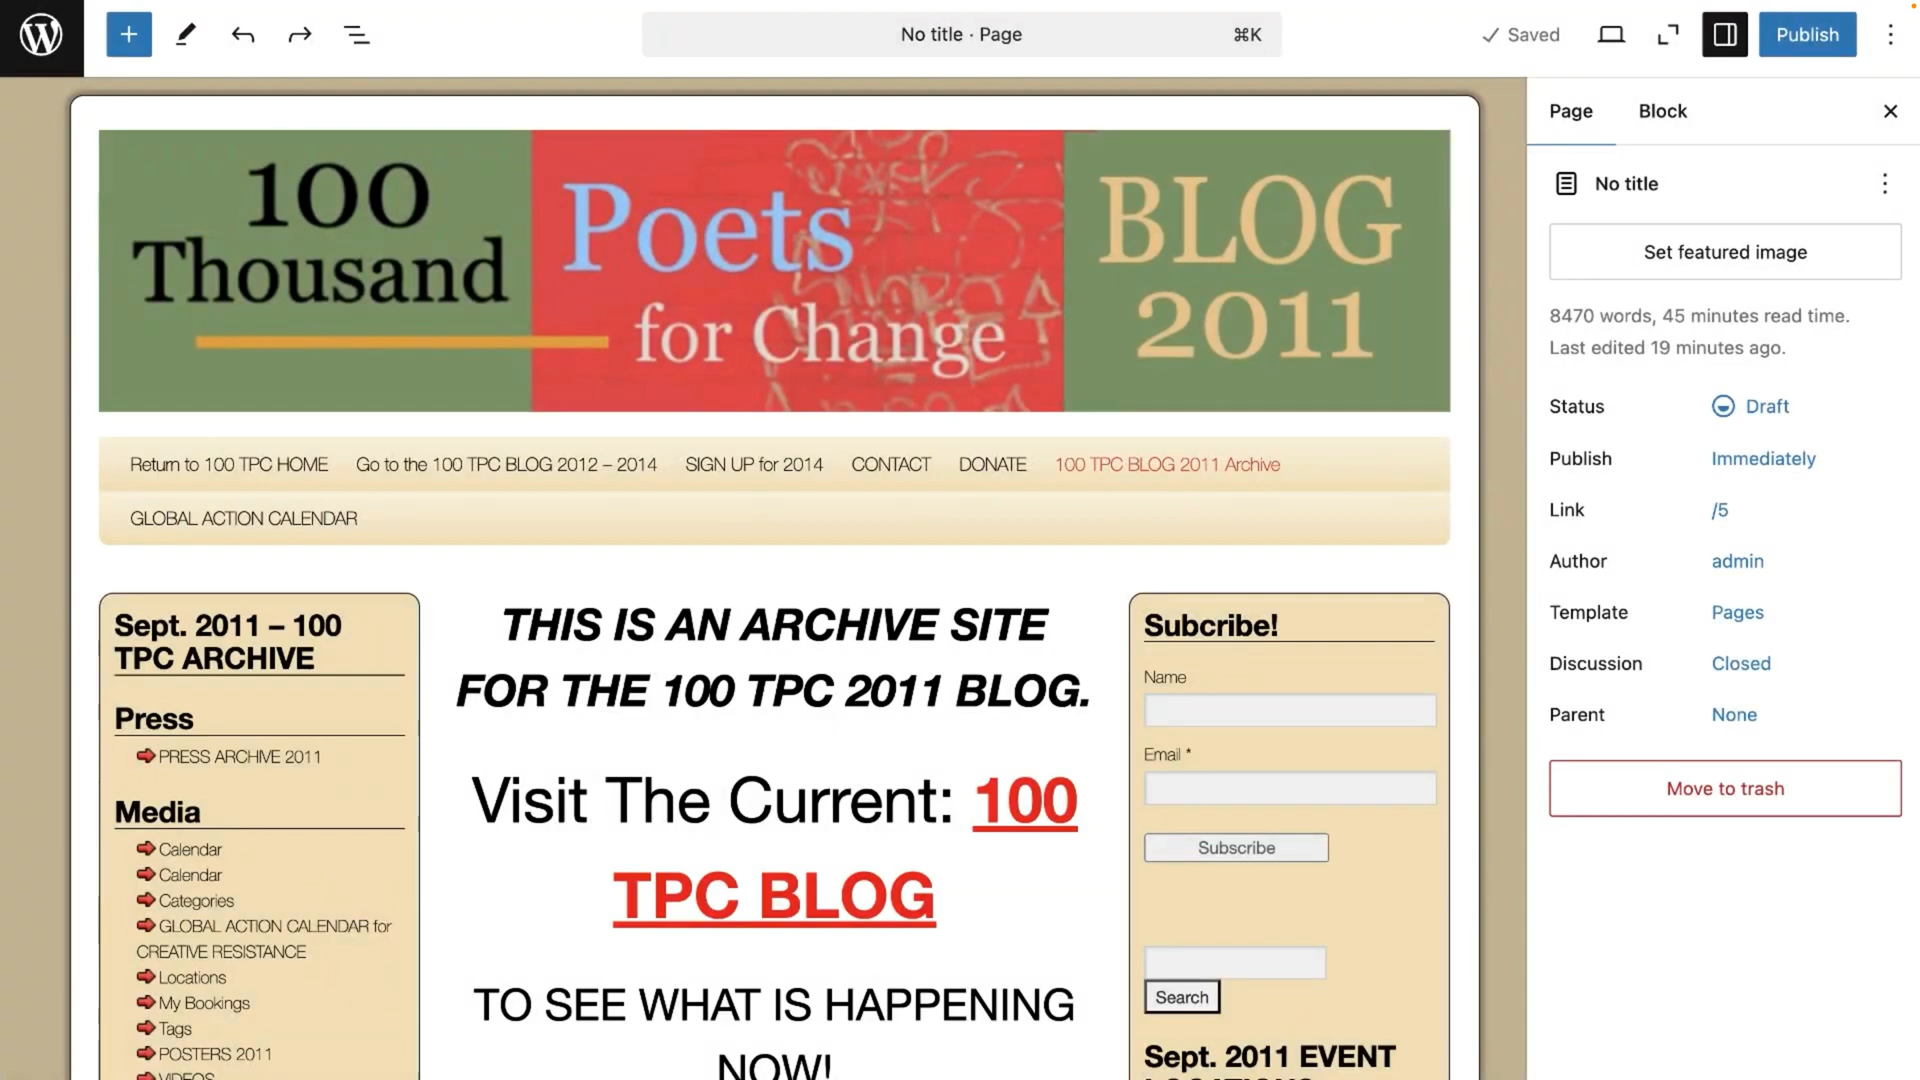 No title · Page
⌘K
Saved
Publish
100
Thousand
Poets
for Change
BLOG
2011
Return to 100 TPC HOME
Go to the 100 TPC BLOG 2012 – 2014
SIGN UP for 2014
CONTACT
DONATE
100 TPC BLOG 2011 Archive
GLOBAL ACTION CALENDAR
Sept. 2011 – 100
TPC ARCHIVE
Press
PRESS ARCHIVE 2011
Media
Calendar
Calendar
Categories
GLOBAL ACTION CALENDAR for
CREATIVE RESISTANCE
Locations
My Bookings
Tags
POSTERS 2011
VIDEOS
THIS IS AN ARCHIVE SITE
FOR THE 100 TPC 2011 BLOG.
Visit The Current: 100
TPC BLOG
TO SEE WHAT IS HAPPENING
NOW!
Subcribe!
Name
Email *
Subscribe
Search
Sept. 2011 EVENT
LOCATIONS
Page
Block
No title
Set featured image
8470 words, 45 minutes read time.
Last edited 19 minutes ago.
Status
Draft
Publish
Immediately
Link
/5
Author
admin
Template
Pages
Discussion
Closed
Parent
None
Move to trash